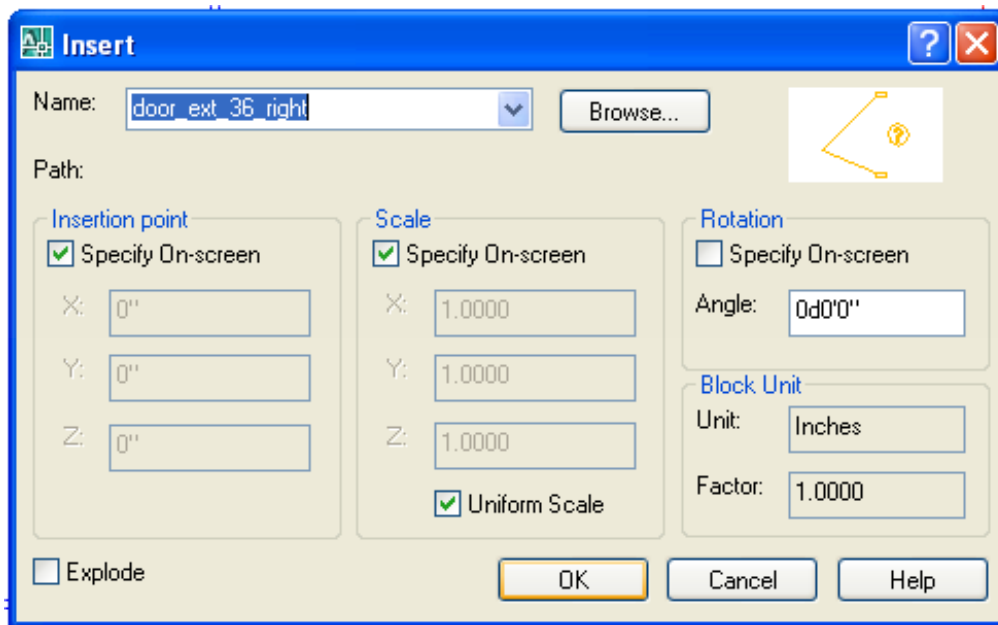 Insert
Name: door_ext_36_right Browse...
Path:
Insertion point Scale Rotation
Specify On-screen Specify On-screen Specify On-screen
X: 0" X: 1.0000 Angle: 0d0'0"
Y: 0" Y: 1.0000 Block Unit
Z: 0" Z: 1.0000 Unit: Inches
Uniform Scale Factor: 1.0000
Explode OK Cancel Help